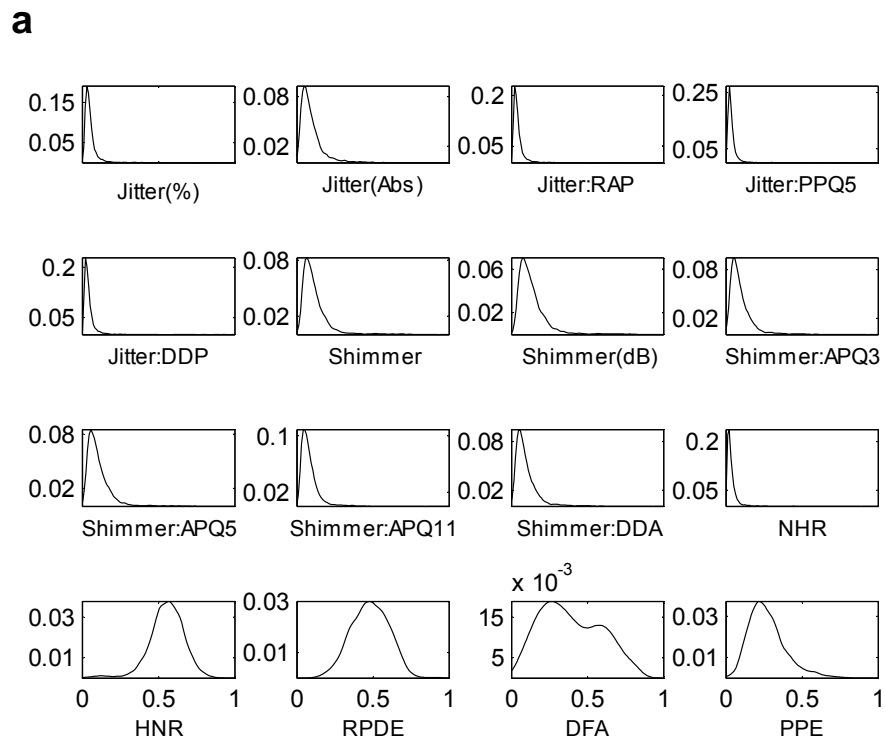 a
0.15 0.08 0.2 0.25
0.05 0.02 0.05 0.05
Jitter(%) Jitter(Abs) Jitter:RAP Jitter:PPQ5
0.2 0.08 0.06 0.08
0.05 0.02 0.02 0.02
Jitter:DDP Shimmer Shimmer(dB) Shimmer:APQ3
0.08 0.1 0.08 0.2
0.02 0.02 0.02 0.05
Shimmer:APQ5 Shimmer:APQ11 Shimmer:DDA NHR
x 10-3
0.03 0.03 15 0.03
0.01 0.01 5 0.01
0 0.5 1 0 0.5 1 0 0.5 1 0 0.5 1
HNR RPDE DFA PPE